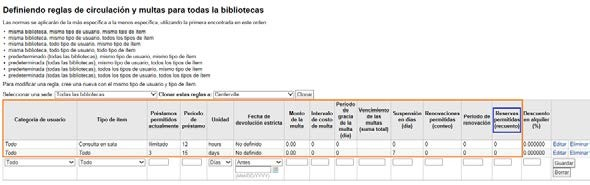 Definiendo reglas de circulación y multas para todas la bibliotecas
Las normas se aplicarán de la más específica a la menos específica, utilizando la primera encontrada en este orden
misma biblioteca, mismo tipo de usuario, mismo tipo de ítem
misma biblioteca, mismo tipo de usuario, todos los tipos de ítem
misma biblioteca, todo tipo de usuario, mismo tipo de ítem
misma biblioteca, todo tipo de usuario, todo tipo de ítem
predeterminado (todas las bibliotecas), mismo tipo de usuario, mismo tipo de ítem
predeterminada (todas las bibliotecas), mismo tipo de usuario, todos los tipos de ítem
predeterminada (todas las bibliotecas), todos los tipos de usuario, mismo tipo de ítem
predeterminada (todas las bibliotecas), todos los tipos de usuario, todos los tipos de ítem
Para modificar una regla, cree una nueva con el mismo tipo de usuario y tipo de ítem.
Seleccionar una sede: Todas las bibliotecas Clonar estas reglas a: Centerville Clonar
Categoría de usuario Tipo de ítem Préstamos permitidos actualmente Período de préstamo Unidad Fecha de devolución estricta Monto de la multa Intervalo de costo de multa Período de gracia de la multa (día) Vencimiento de las multas (suma total) Suspensión en días (día) Renovaciones permitidas (conteo) Período de renovación Reservas permitidas (recuento) Descuento en alquiler (%)
Todo Consulta en sala Ilimitado 12 hours No definido 0.00 0 0 0 0 0 0 0.000000 Editar Eliminar
Todo Todo 3 15 days No definido 0.00 0 0 7 0 0 0 0.000000 Editar Eliminar
Todo Todo Días Antes Guardar
(MM/DD/YYYY)
Borrar